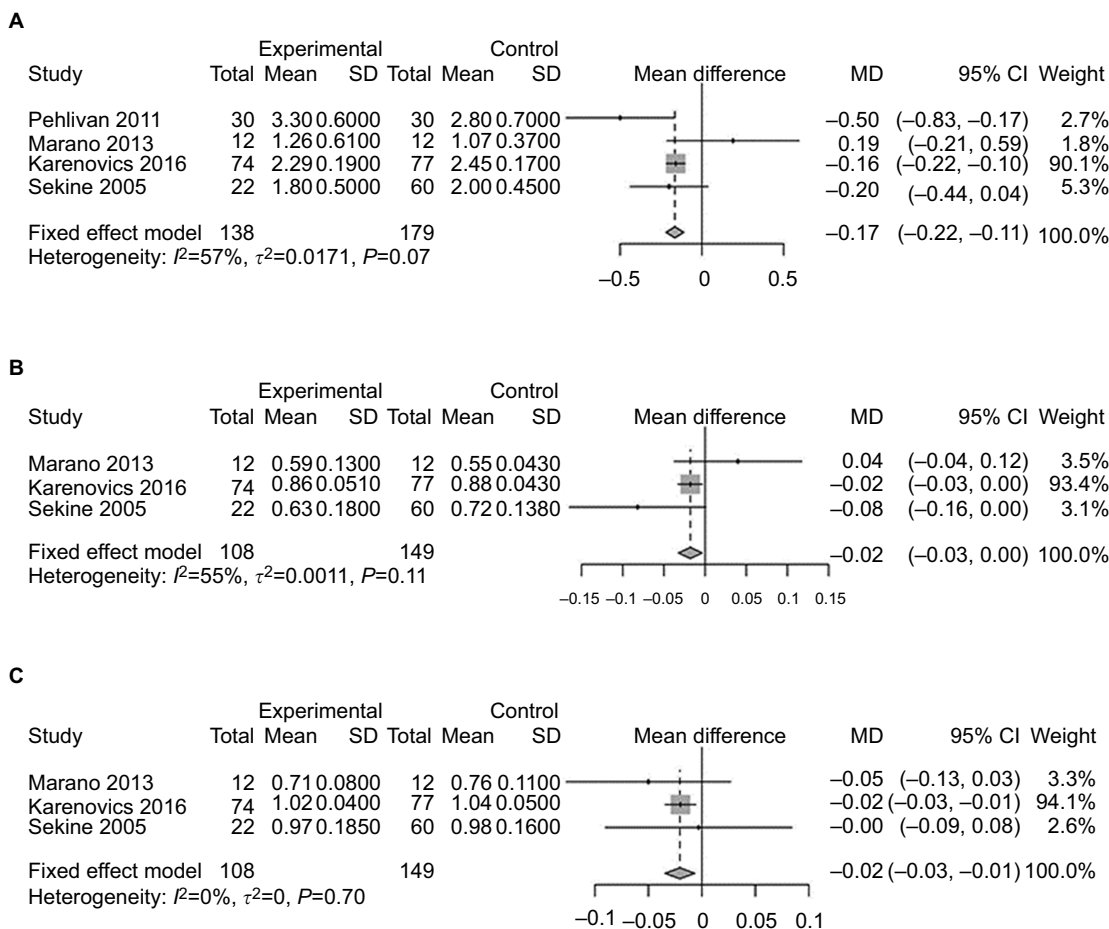 A
Experimental Control
Study Total Mean SD Total Mean SD Mean difference MD 95% CI Weight
Pehlivan 2011 30 3.30 0.6000 30 2.80 0.7000 –0.50 (–0.83, –0.17) 2.7%
Marano 2013 12 1.26 0.6100 12 1.07 0.3700 0.19 (–0.21, 0.59) 1.8%
Karenovics 2016 74 2.29 0.1900 77 2.45 0.1700 –0.16 (–0.22, –0.10) 90.1%
Sekine 2005 22 1.80 0.5000 60 2.00 0.4500 –0.20 (–0.44, 0.04) 5.3%
Fixed effect model 138 179 –0.17 (–0.22, –0.11) 100.0%
Heterogeneity: I²=57%, τ²=0.0171, P=0.07
–0.5 0 0.5
B
Experimental Control
Study Total Mean SD Total Mean SD Mean difference MD 95% CI Weight
Marano 2013 12 0.59 0.1300 12 0.55 0.0430 0.04 (–0.04, 0.12) 3.5%
Karenovics 2016 74 0.86 0.0510 77 0.88 0.0430 –0.02 (–0.03, 0.00) 93.4%
Sekine 2005 22 0.63 0.1800 60 0.72 0.1380 –0.08 (–0.16, 0.00) 3.1%
Fixed effect model 108 149 –0.02 (–0.03, 0.00) 100.0%
Heterogeneity: I²=55%, τ²=0.0011, P=0.11
–0.15 –0.1 –0.05 0 0.05 0.1 0.15
C
Experimental Control
Study Total Mean SD Total Mean SD Mean difference MD 95% CI Weight
Marano 2013 12 0.71 0.0800 12 0.76 0.1100 –0.05 (–0.13, 0.03) 3.3%
Karenovics 2016 74 1.02 0.0400 77 1.04 0.0500 –0.02 (–0.03, –0.01) 94.1%
Sekine 2005 22 0.97 0.1850 60 0.98 0.1600 –0.00 (–0.09, 0.08) 2.6%
Fixed effect model 108 149 –0.02 (–0.03, –0.01) 100.0%
Heterogeneity: I²=0%, τ²=0, P=0.70
–0.1 –0.05 0 0.05 0.1